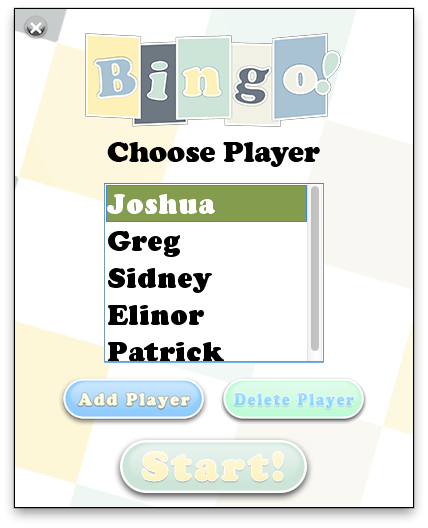 Bingo!
Choose Player
Joshua
Greg
Sidney
Elinor
Patrick
Add Player
Delete Player
Start!